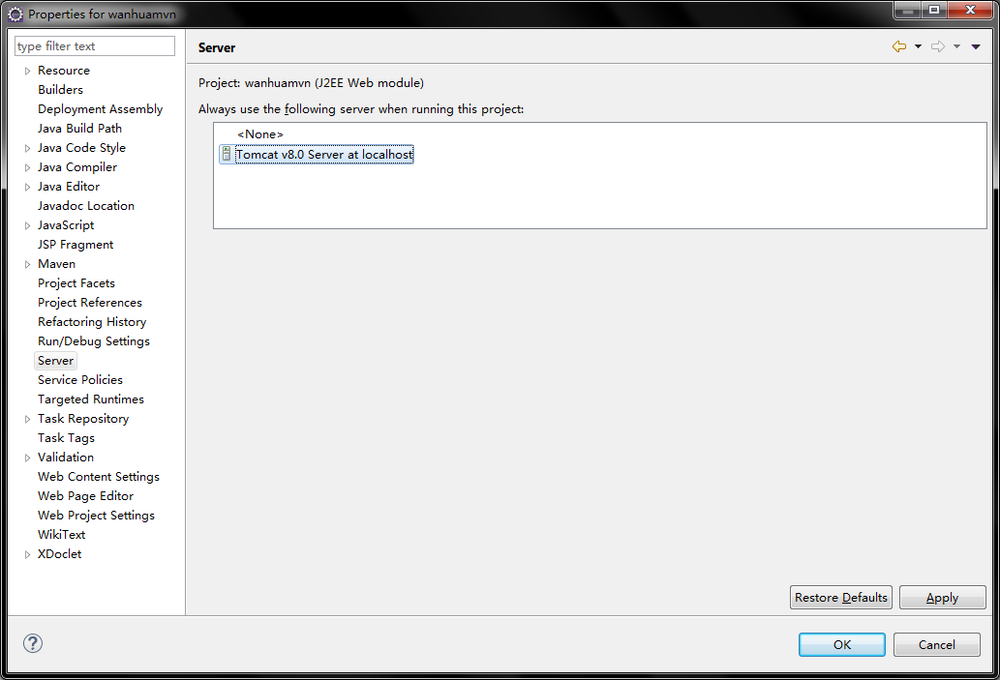 Properties for wanhuamvn
type filter text
Resource
Builders
Deployment Assembly
Java Build Path
Java Code Style
Java Compiler
Java Editor
Javadoc Location
JavaScript
JSP Fragment
Maven
Project Facets
Project References
Refactoring History
Run/Debug Settings
Server
Service Policies
Targeted Runtimes
Task Repository
Task Tags
Validation
Web Content Settings
Web Page Editor
Web Project Settings
WikiText
XDoclet
Server
Project: wanhuamvn (J2EE Web module)
Always use the following server when running this project:
<None>
Tomcat v8.0 Server at localhost
Restore Defaults
Apply
?
OK
Cancel